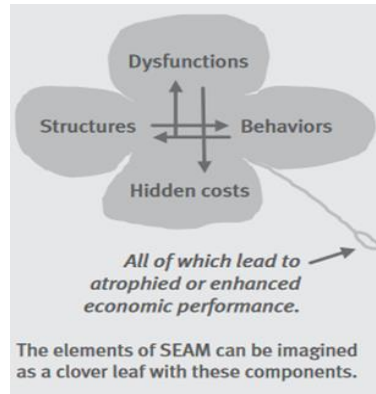 Dysfunctions
Structures
Behaviors
Hidden costs
All of which lead to
atrophied or enhanced
economic performance.
The elements of SEAM can be imagined
as a clover leaf with these components.